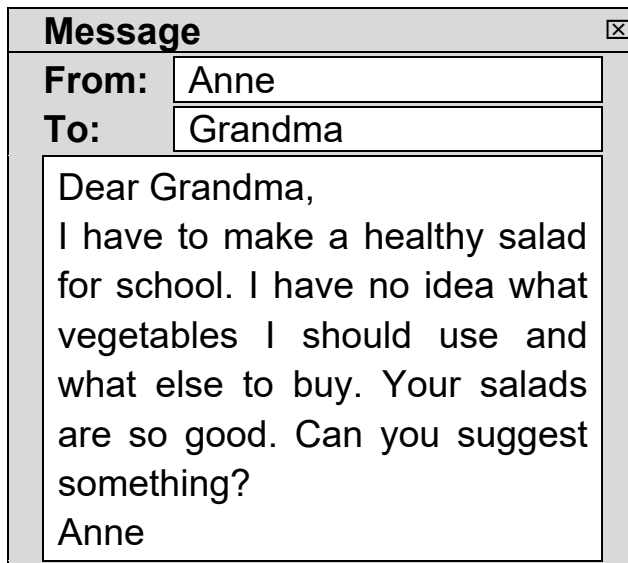 Message
From: Anne
To: Grandma
Dear Grandma,
I have to make a healthy salad
for school. I have no idea what
vegetables I should use and
what else to buy. Your salads
are so good. Can you suggest
something?
Anne